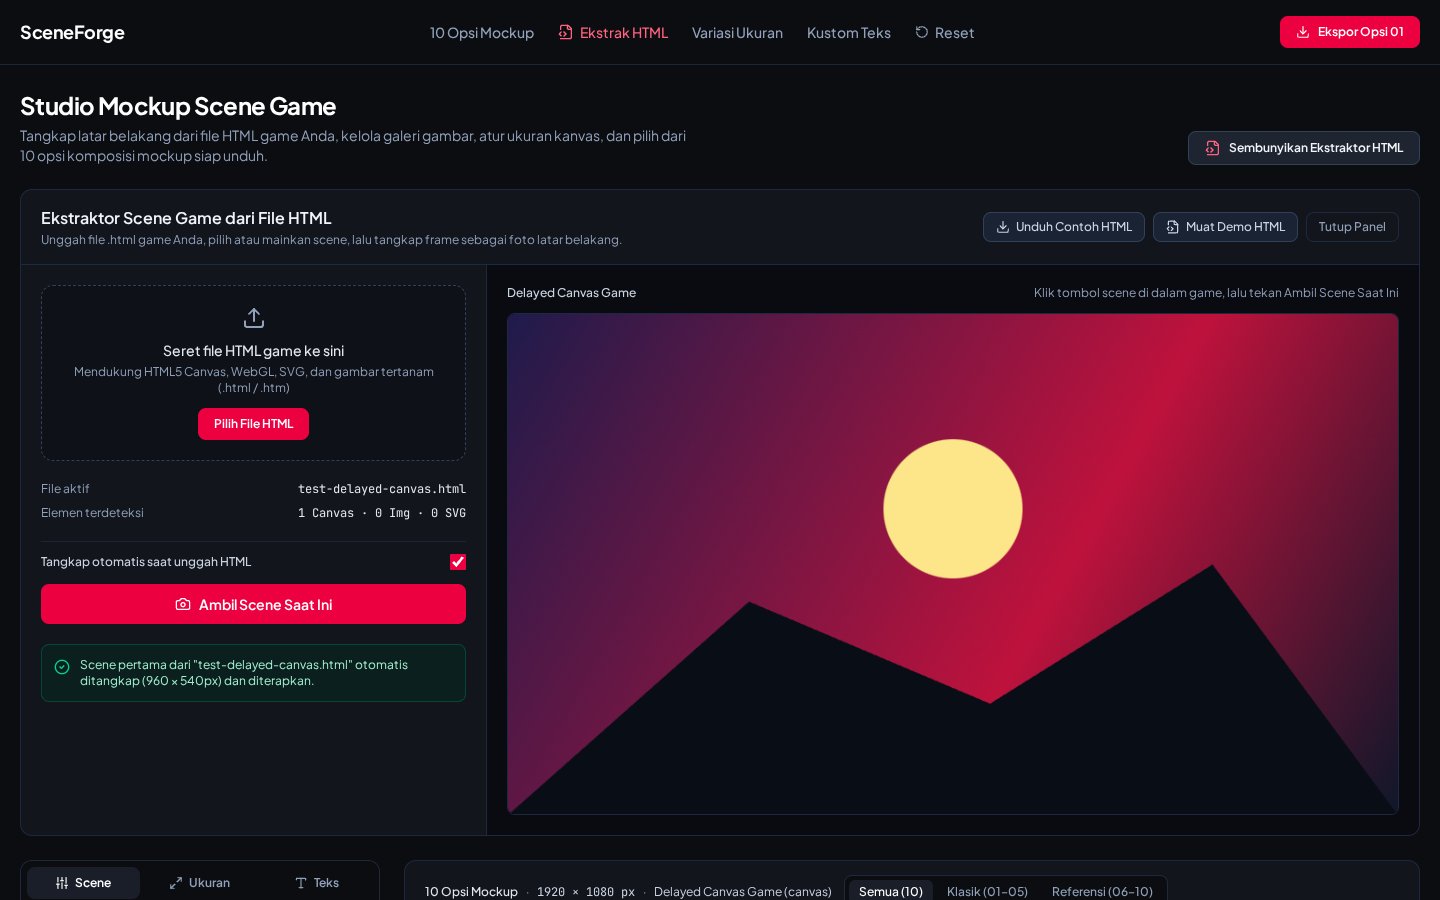 SceneForge
10 Opsi Mockup
Ekstrak HTML
Variasi Ukuran
Kustom Teks
Reset
Ekspor Opsi 01
Studio Mockup Scene Game
Tangkap latar belakang dari file HTML game Anda, kelola galeri gambar, atur ukuran kanvas, dan pilih dari
10 opsi komposisi mockup siap unduh.
Sembunyikan Ekstraktor HTML
Ekstraktor Scene Game dari File HTML
Unggah file .html game Anda, pilih atau mainkan scene, lalu tangkap frame sebagai foto latar belakang.
Unduh Contoh HTML
Muat Demo HTML
Tutup Panel
Seret file HTML game ke sini
Mendukung HTML5 Canvas, WebGL, SVG, dan gambar tertanam
(.html / .htm)
Pilih File HTML
File aktif
test-delayed-canvas.html
Elemen terdeteksi
1 Canvas · 0 Img · 0 SVG
Tangkap otomatis saat unggah HTML
Ambil Scene Saat Ini
Scene pertama dari "test-delayed-canvas.html" otomatis
ditangkap (960 × 540px) dan diterapkan.
Delayed Canvas Game
Klik tombol scene di dalam game, lalu tekan Ambil Scene Saat Ini
Scene
Ukuran
Teks
10 Opsi Mockup · 1920 × 1080 px · Delayed Canvas Game (canvas)
Semua (10)
Klasik (01–05)
Referensi (06–10)